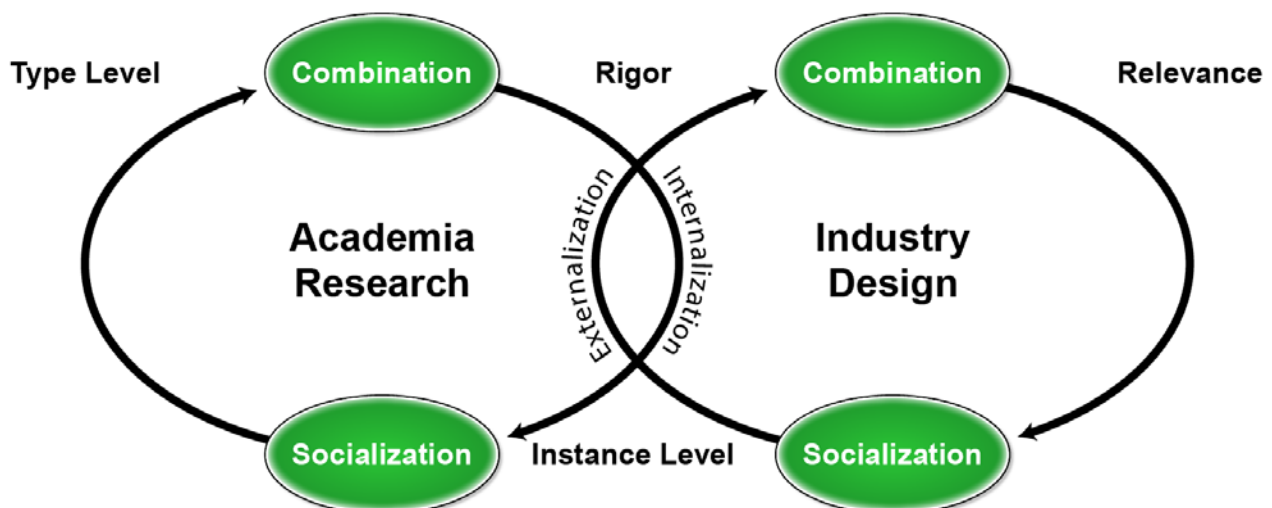 Type Level
Combination
Rigor
Combination
Relevance
Externalization
Internalization
Academia
Research
Industry
Design
Socialization
Instance Level
Socialization